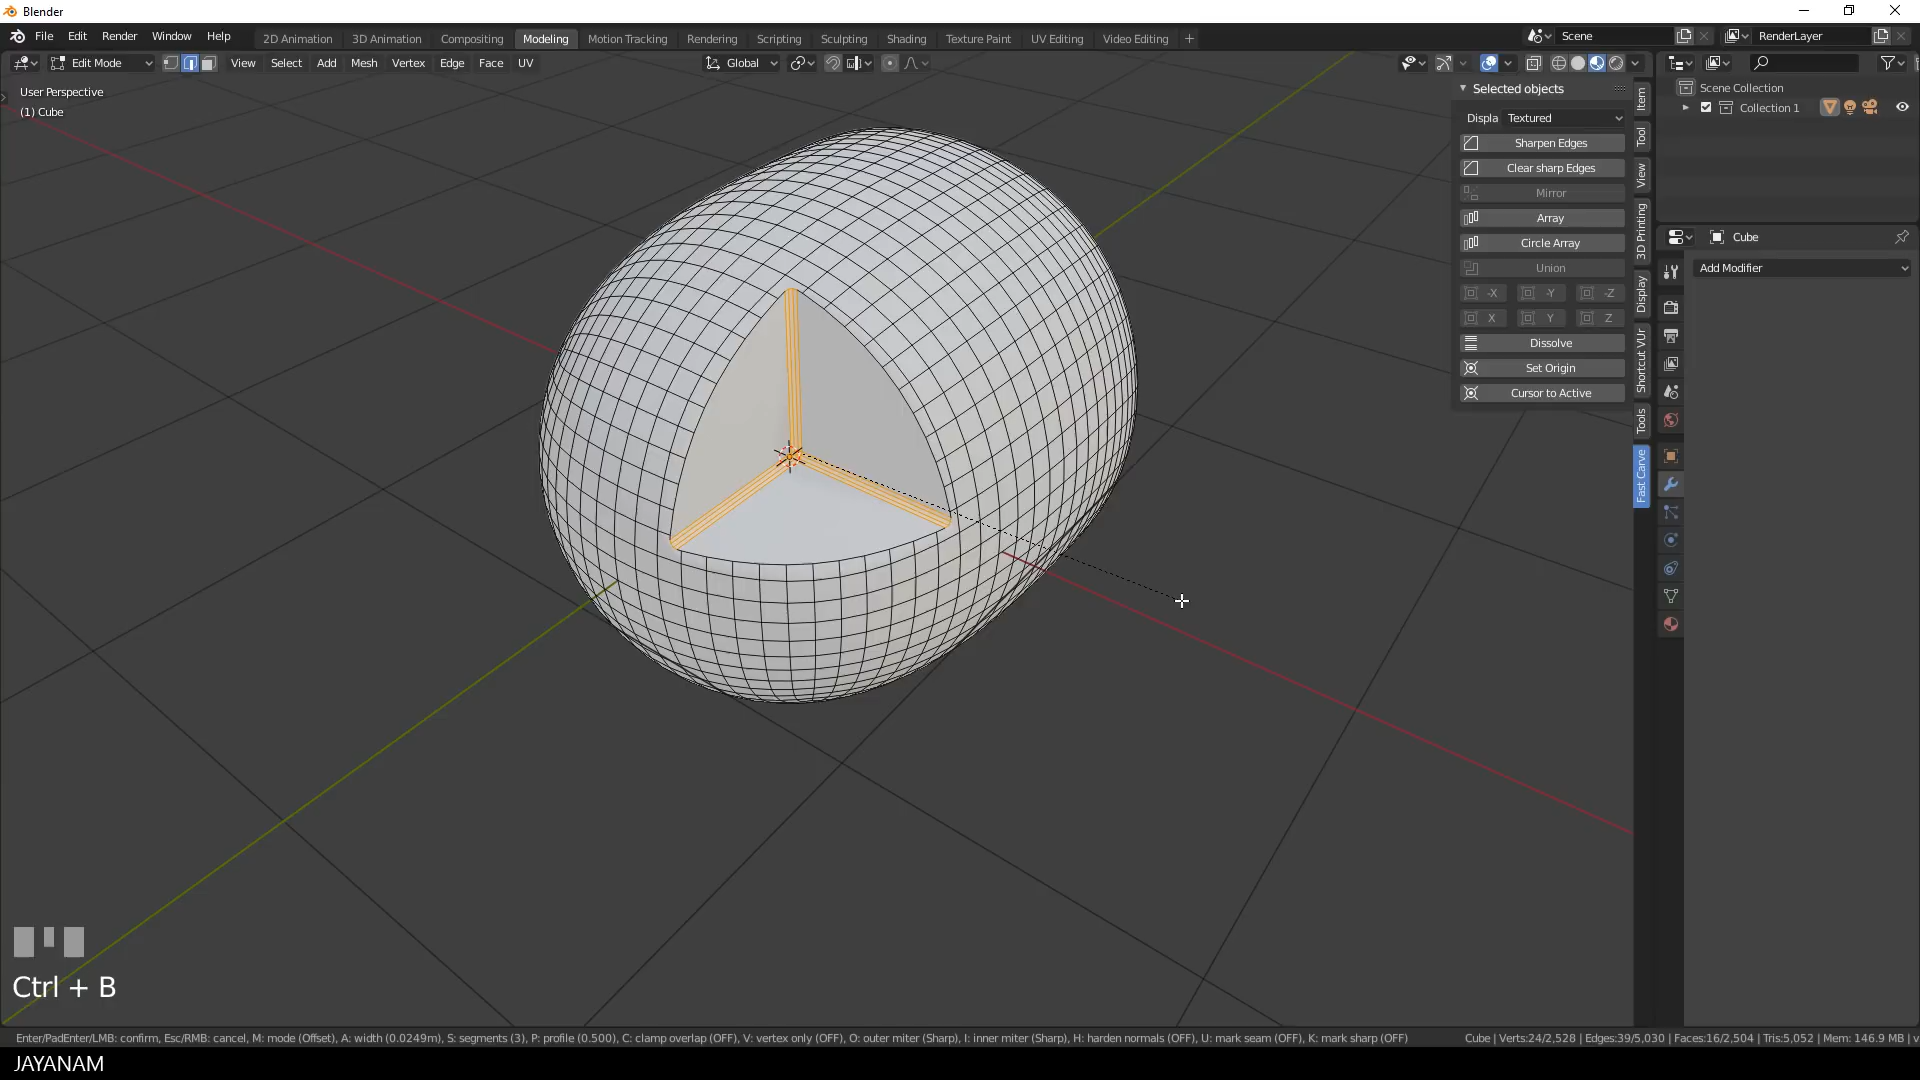 Blender
File Edit Render Window Help
2D Animation 3D Animation Compositing Modeling Motion Tracking Rendering Scripting Sculpting Shading Texture Paint UV Editing Video Editing +
Scene
RenderLayer
Edit Mode
View Select Add Mesh Vertex Edge Face UV
Global
User Perspective
(1) Cube
Selected objects
Displa Textured
Sharpen Edges
Clear sharp Edges
Mirror
Array
Circle Array
Union
-X -Y -Z
X Y Z
Dissolve
Set Origin
Cursor to Active
Item
Tool
View
3D Printing
Display
Shortcut VUr
Tools
Fast Carve
Scene Collection
Collection 1
Cube
Add Modifier
Ctrl + B
Enter/PadEnter/LMB: confirm, Esc/RMB: cancel, M: mode (Offset), A: width (0.0249m), S: segments (3), P: profile (0.500), C: clamp overlap (OFF), V: vertex only (OFF), O: outer miter (Sharp), I: inner miter (Sharp), H: harden normals (OFF), U: mark seam (OFF), K: mark sharp (OFF)
Cube | Verts:24/2,528 | Edges:39/5,030 | Faces:16/2,504 | Tris:5,052 | Mem: 146.9 MB | v
JAYANAM